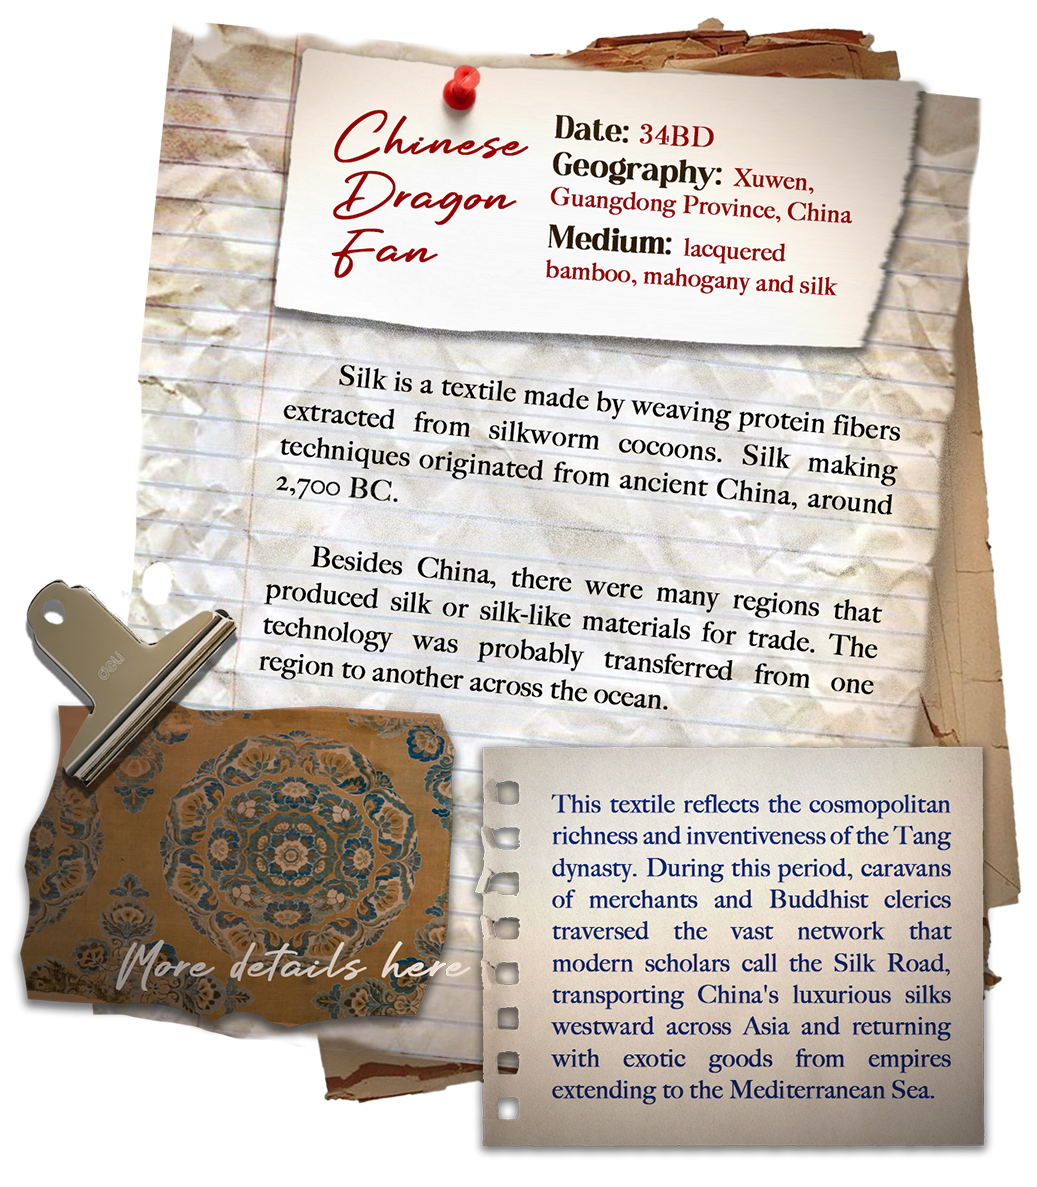 Chinese
Dragon
Fan
Date: 34BD
Geography: Xuwen,
Guangdong Province, China
Medium: lacquered
bamboo, mahogany and silk
Silk is a textile made by weaving protein fibers
extracted from silkworm cocoons. Silk making
techniques originated from ancient China, around
2,700 BC.
Besides China, there were many regions that
produced silk or silk-like materials for trade. The
technology was probably transferred from one
region to another across the ocean.
deli
More details here
This textile reflects the cosmopolitan
richness and inventiveness of the Tang
dynasty. During this period, caravans
of merchants and Buddhist clerics
traversed the vast network that
modern scholars call the Silk Road,
transporting China's luxurious silks
westward across Asia and returning
with exotic goods from empires
extending to the Mediterranean Sea.